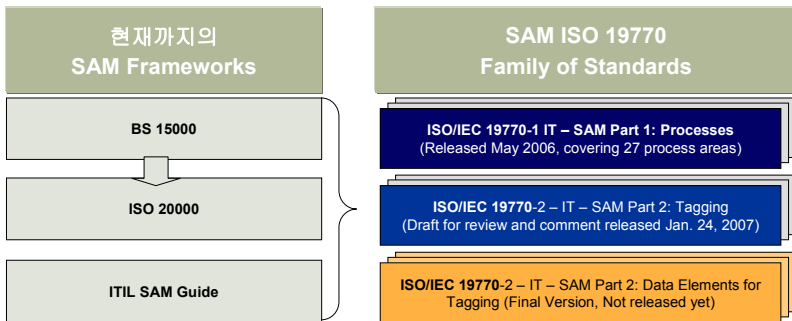 현재까지의
SAM Frameworks
BS 15000
ISO 20000
ITIL SAM Guide
SAM ISO 19770
Family of Standards
ISO/IEC 19770-1 IT – SAM Part 1: Processes
(Released May 2006, covering 27 process areas)
ISO/IEC 19770-2 – IT – SAM Part 2: Tagging
(Draft for review and comment released Jan. 24, 2007)
ISO/IEC 19770-2 – IT – SAM Part 2: Data Elements for
Tagging (Final Version, Not released yet)